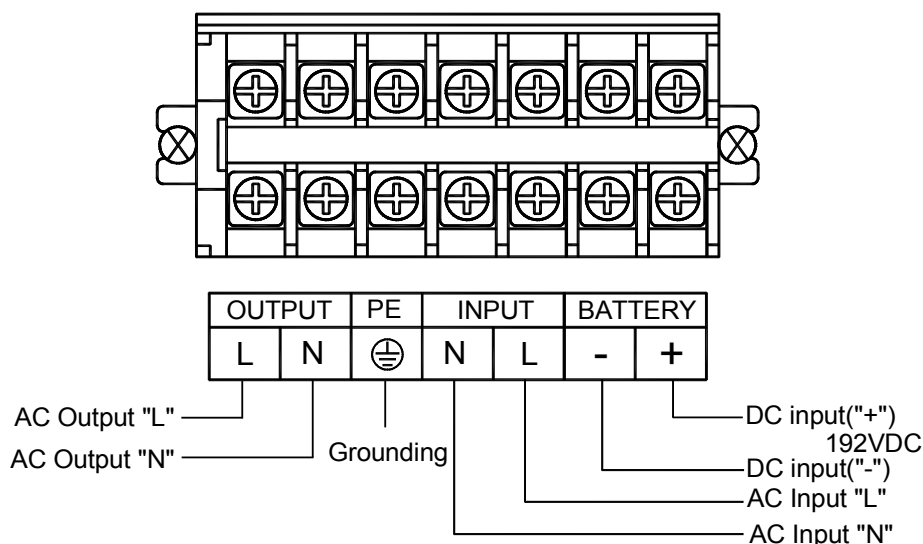 OUTPUT PE INPUT BATTERY
L N N L - +
AC Output "L"
AC Output "N"
Grounding
DC input("+")
192VDC
DC input("-")
AC Input "L"
AC Input "N"